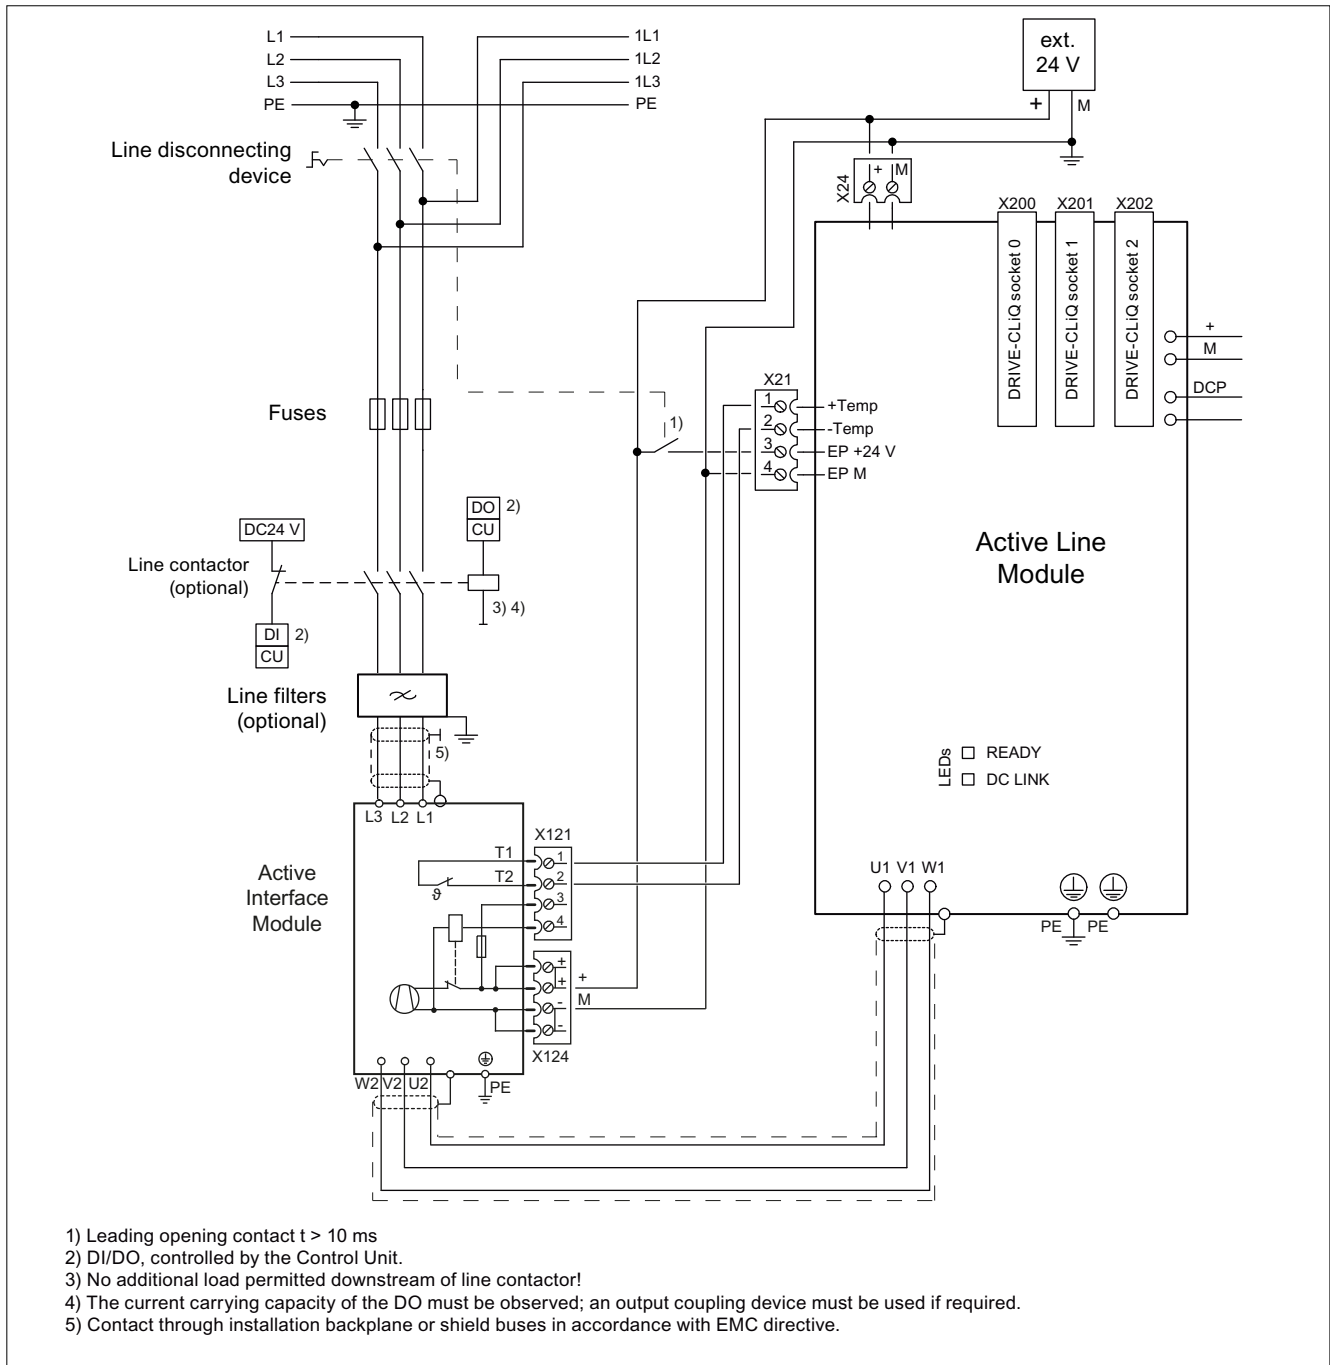 L1
1L1
L2
1L2
L3
1L3
PE
PE
ext.
24 V
+
M
Line disconnecting
device
X24
+
M
X200
X201
X202
DRIVE-CLiQ socket 0
DRIVE-CLiQ socket 1
DRIVE-CLiQ socket 2
+
M
DCP
X21
1
2
3
4
+Temp
-Temp
EP +24 V
EP M
1)
Fuses
Active Line
Module
DO
CU
2)
DC24 V
Line contactor
(optional)
3) 4)
DI
CU
2)
Line filters
(optional)
5)
LEDs
READY
DC LINK
L3 L2 L1
Active
Interface
Module
X121
T1
T2
ϑ
1
2
3
4
+
+
-
-
+
M
X124
U1 V1 W1
PE
PE
W2 V2 U2
PE
1) Leading opening contact t > 10 ms
2) DI/DO, controlled by the Control Unit.
3) No additional load permitted downstream of line contactor!
4) The current carrying capacity of the DO must be observed; an output coupling device must be used if required.
5) Contact through installation backplane or shield buses in accordance with EMC directive.